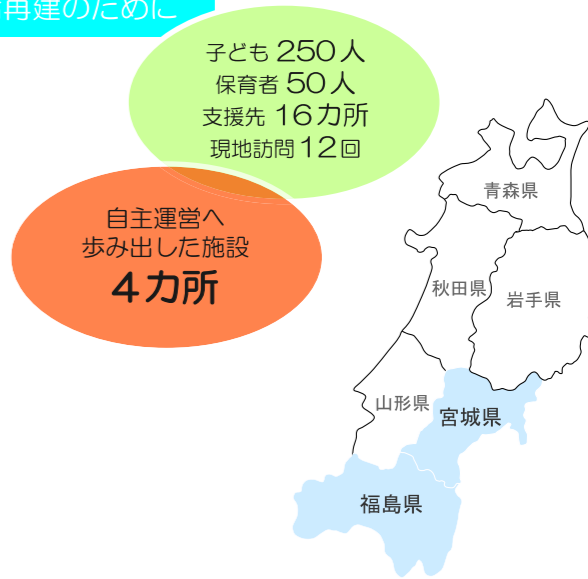 再建のために
子ども 250人
保育者 50人
支援先 16カ所
現地訪問12回
自主運営へ
歩み出した施設
4カ所
青森県
秋田県
岩手県
山形県
宮城県
福島県